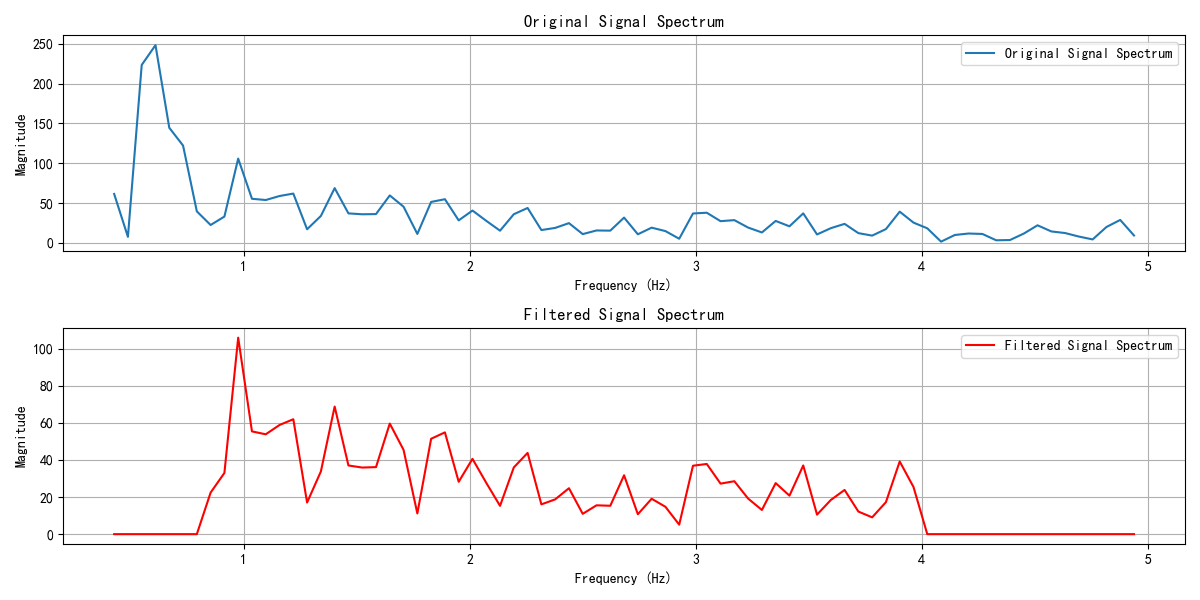 Original Signal Spectrum
250
200
150
100
50
0
Magnitude
Original Signal Spectrum
1
2
3
4
5
Frequency (Hz)
Filtered Signal Spectrum
100
80
60
40
20
0
Magnitude
Filtered Signal Spectrum
1
2
3
4
5
Frequency (Hz)